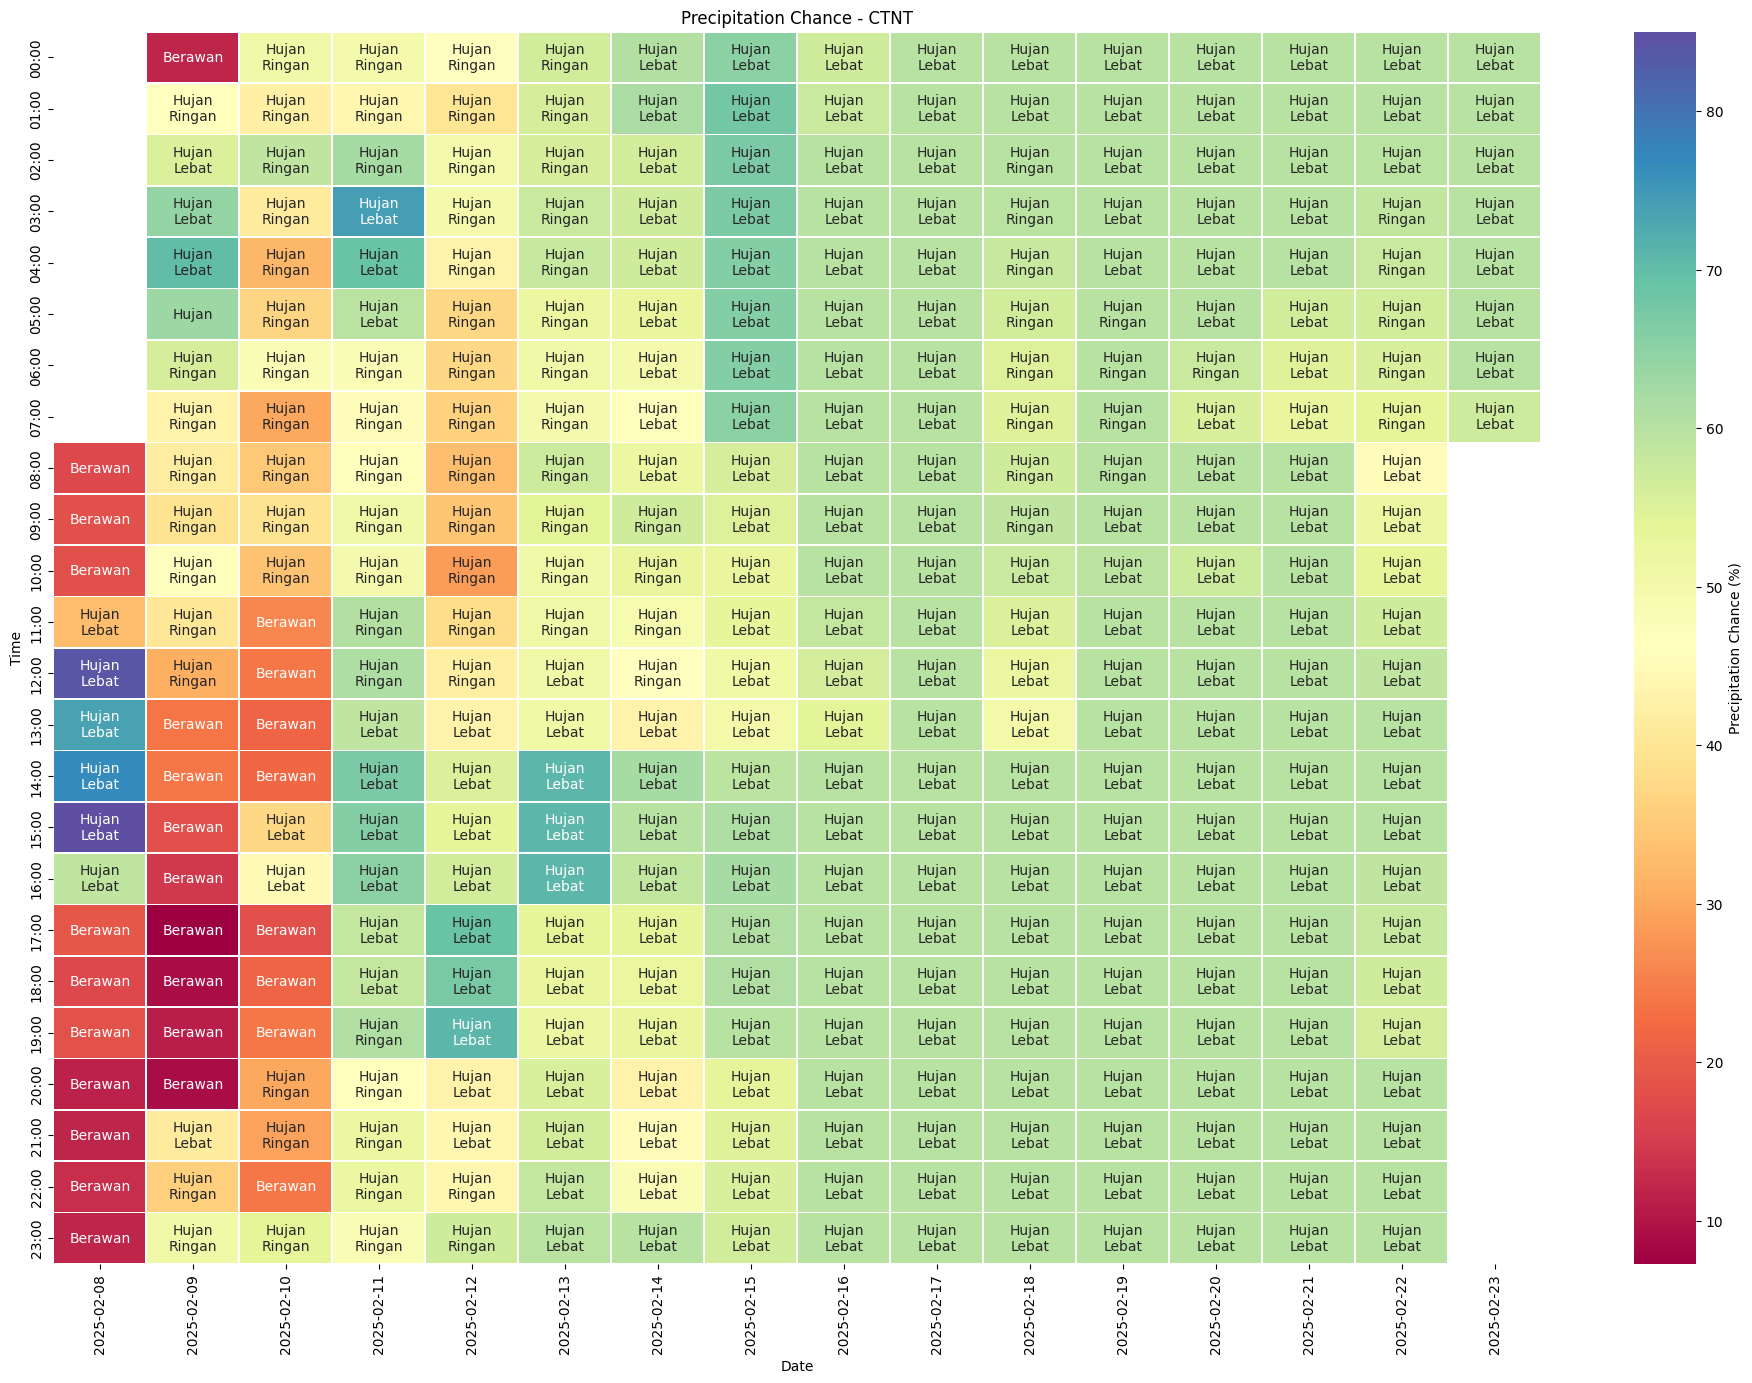 Precipitation Chance - CTNT
00:00 Berawan Hujan Ringan Hujan Ringan Hujan Ringan Hujan Ringan Hujan Lebat Hujan Lebat Hujan Lebat Hujan Lebat Hujan Lebat Hujan Lebat Hujan Lebat Hujan Lebat Hujan Lebat Hujan Lebat
01:00 Hujan Ringan Hujan Ringan Hujan Ringan Hujan Ringan Hujan Ringan Hujan Lebat Hujan Lebat Hujan Lebat Hujan Lebat Hujan Lebat Hujan Lebat Hujan Lebat Hujan Lebat Hujan Lebat Hujan Lebat
02:00 Hujan Lebat Hujan Ringan Hujan Ringan Hujan Ringan Hujan Ringan Hujan Lebat Hujan Lebat Hujan Lebat Hujan Lebat Hujan Ringan Hujan Lebat Hujan Lebat Hujan Lebat Hujan Lebat Hujan Lebat
03:00 Hujan Lebat Hujan Ringan Hujan Lebat Hujan Ringan Hujan Ringan Hujan Lebat Hujan Lebat Hujan Lebat Hujan Lebat Hujan Ringan Hujan Lebat Hujan Lebat Hujan Lebat Hujan Ringan Hujan Lebat
04:00 Hujan Lebat Hujan Ringan Hujan Lebat Hujan Ringan Hujan Ringan Hujan Lebat Hujan Lebat Hujan Lebat Hujan Lebat Hujan Ringan Hujan Lebat Hujan Lebat Hujan Lebat Hujan Ringan Hujan Lebat
05:00 Hujan Hujan Ringan Hujan Lebat Hujan Ringan Hujan Ringan Hujan Lebat Hujan Lebat Hujan Lebat Hujan Lebat Hujan Ringan Hujan Ringan Hujan Lebat Hujan Lebat Hujan Ringan Hujan Lebat
06:00 Hujan Ringan Hujan Ringan Hujan Ringan Hujan Ringan Hujan Ringan Hujan Lebat Hujan Lebat Hujan Lebat Hujan Lebat Hujan Ringan Hujan Ringan Hujan Ringan Hujan Lebat Hujan Ringan Hujan Lebat
07:00 Hujan Ringan Hujan Ringan Hujan Ringan Hujan Ringan Hujan Ringan Hujan Lebat Hujan Lebat Hujan Lebat Hujan Lebat Hujan Ringan Hujan Ringan Hujan Lebat Hujan Lebat Hujan Ringan Hujan Lebat
08:00 Berawan Hujan Ringan Hujan Ringan Hujan Ringan Hujan Ringan Hujan Ringan Hujan Lebat Hujan Lebat Hujan Lebat Hujan Lebat Hujan Ringan Hujan Ringan Hujan Lebat Hujan Lebat Hujan Lebat
09:00 Berawan Hujan Ringan Hujan Ringan Hujan Ringan Hujan Ringan Hujan Ringan Hujan Ringan Hujan Lebat Hujan Lebat Hujan Lebat Hujan Ringan Hujan Lebat Hujan Lebat Hujan Lebat Hujan Lebat
10:00 Berawan Hujan Ringan Hujan Ringan Hujan Ringan Hujan Ringan Hujan Ringan Hujan Ringan Hujan Lebat Hujan Lebat Hujan Lebat Hujan Lebat Hujan Lebat Hujan Lebat Hujan Lebat Hujan Lebat
11:00 Hujan Lebat Hujan Ringan Berawan Hujan Ringan Hujan Ringan Hujan Ringan Hujan Ringan Hujan Lebat Hujan Lebat Hujan Lebat Hujan Lebat Hujan Lebat Hujan Lebat Hujan Lebat Hujan Lebat
12:00 Hujan Lebat Hujan Ringan Berawan Hujan Ringan Hujan Ringan Hujan Lebat Hujan Ringan Hujan Lebat Hujan Lebat Hujan Lebat Hujan Lebat Hujan Lebat Hujan Lebat Hujan Lebat Hujan Lebat
13:00 Hujan Lebat Berawan Berawan Hujan Lebat Hujan Lebat Hujan Lebat Hujan Lebat Hujan Lebat Hujan Lebat Hujan Lebat Hujan Lebat Hujan Lebat Hujan Lebat Hujan Lebat Hujan Lebat
14:00 Hujan Lebat Berawan Berawan Hujan Lebat Hujan Lebat Hujan Lebat Hujan Lebat Hujan Lebat Hujan Lebat Hujan Lebat Hujan Lebat Hujan Lebat Hujan Lebat Hujan Lebat Hujan Lebat
15:00 Hujan Lebat Berawan Hujan Lebat Hujan Lebat Hujan Lebat Hujan Lebat Hujan Lebat Hujan Lebat Hujan Lebat Hujan Lebat Hujan Lebat Hujan Lebat Hujan Lebat Hujan Lebat Hujan Lebat
16:00 Hujan Lebat Berawan Hujan Lebat Hujan Lebat Hujan Lebat Hujan Lebat Hujan Lebat Hujan Lebat Hujan Lebat Hujan Lebat Hujan Lebat Hujan Lebat Hujan Lebat Hujan Lebat Hujan Lebat
17:00 Berawan Berawan Berawan Hujan Lebat Hujan Lebat Hujan Lebat Hujan Lebat Hujan Lebat Hujan Lebat Hujan Lebat Hujan Lebat Hujan Lebat Hujan Lebat Hujan Lebat Hujan Lebat
18:00 Berawan Berawan Berawan Hujan Lebat Hujan Lebat Hujan Lebat Hujan Lebat Hujan Lebat Hujan Lebat Hujan Lebat Hujan Lebat Hujan Lebat Hujan Lebat Hujan Lebat Hujan Lebat
19:00 Berawan Berawan Berawan Hujan Ringan Hujan Lebat Hujan Lebat Hujan Lebat Hujan Lebat Hujan Lebat Hujan Lebat Hujan Lebat Hujan Lebat Hujan Lebat Hujan Lebat Hujan Lebat
20:00 Berawan Berawan Hujan Ringan Hujan Ringan Hujan Lebat Hujan Lebat Hujan Lebat Hujan Lebat Hujan Lebat Hujan Lebat Hujan Lebat Hujan Lebat Hujan Lebat Hujan Lebat Hujan Lebat
21:00 Berawan Hujan Lebat Hujan Ringan Hujan Ringan Hujan Lebat Hujan Lebat Hujan Lebat Hujan Lebat Hujan Lebat Hujan Lebat Hujan Lebat Hujan Lebat Hujan Lebat Hujan Lebat Hujan Lebat
22:00 Berawan Hujan Ringan Berawan Hujan Ringan Hujan Ringan Hujan Lebat Hujan Lebat Hujan Lebat Hujan Lebat Hujan Lebat Hujan Lebat Hujan Lebat Hujan Lebat Hujan Lebat Hujan Lebat
23:00 Berawan Hujan Ringan Hujan Ringan Hujan Ringan Hujan Ringan Hujan Lebat Hujan Lebat Hujan Lebat Hujan Lebat Hujan Lebat Hujan Lebat Hujan Lebat Hujan Lebat Hujan Lebat Hujan Lebat
Time
2025-02-08
2025-02-09
2025-02-10
2025-02-11
2025-02-12
2025-02-13
2025-02-14
2025-02-15
2025-02-16
2025-02-17
2025-02-18
2025-02-19
2025-02-20
2025-02-21
2025-02-22
2025-02-23
Date
80
70
60
50
40
30
20
10
Precipitation Chance (%)